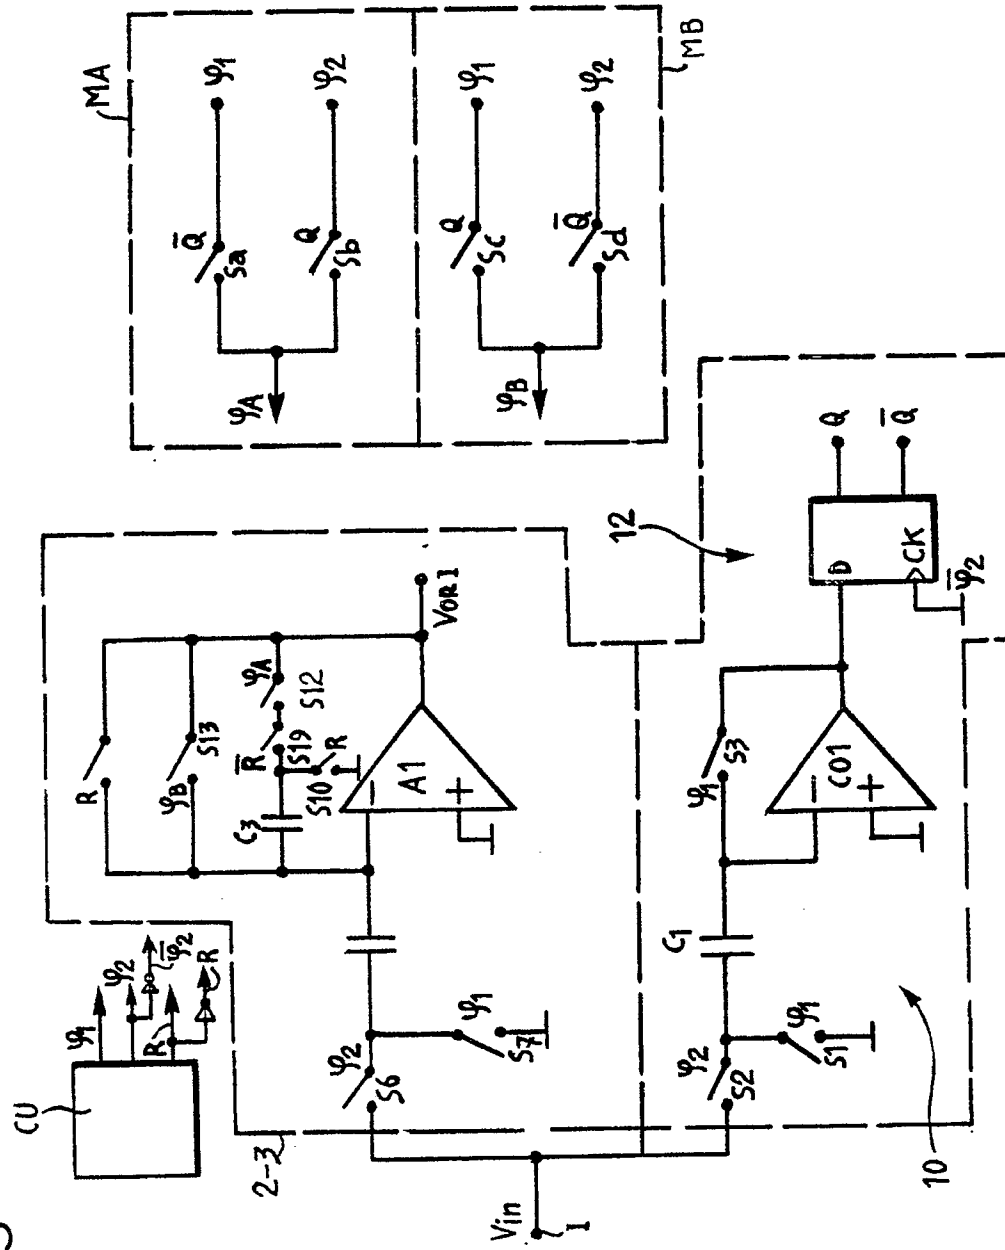 MA
φ1
φ2
Q̅
Sa
Q
Sb
φA
MB
φ1
φ2
Q
Sc
Q̅
Sd
φB
CU
φ1
φ2
φ̅2
R
R
2-3
R
φB
S13
φA
S12
R̅
S19
S10
R
C3
A1
−
+
VOR1
φ2
S6
φ1
S7
Vin
I
φ2
S2
φ1
S1
C1
φ1
S3
CO1
−
+
12
D
CK
Q
Q̅
φ̅2
10